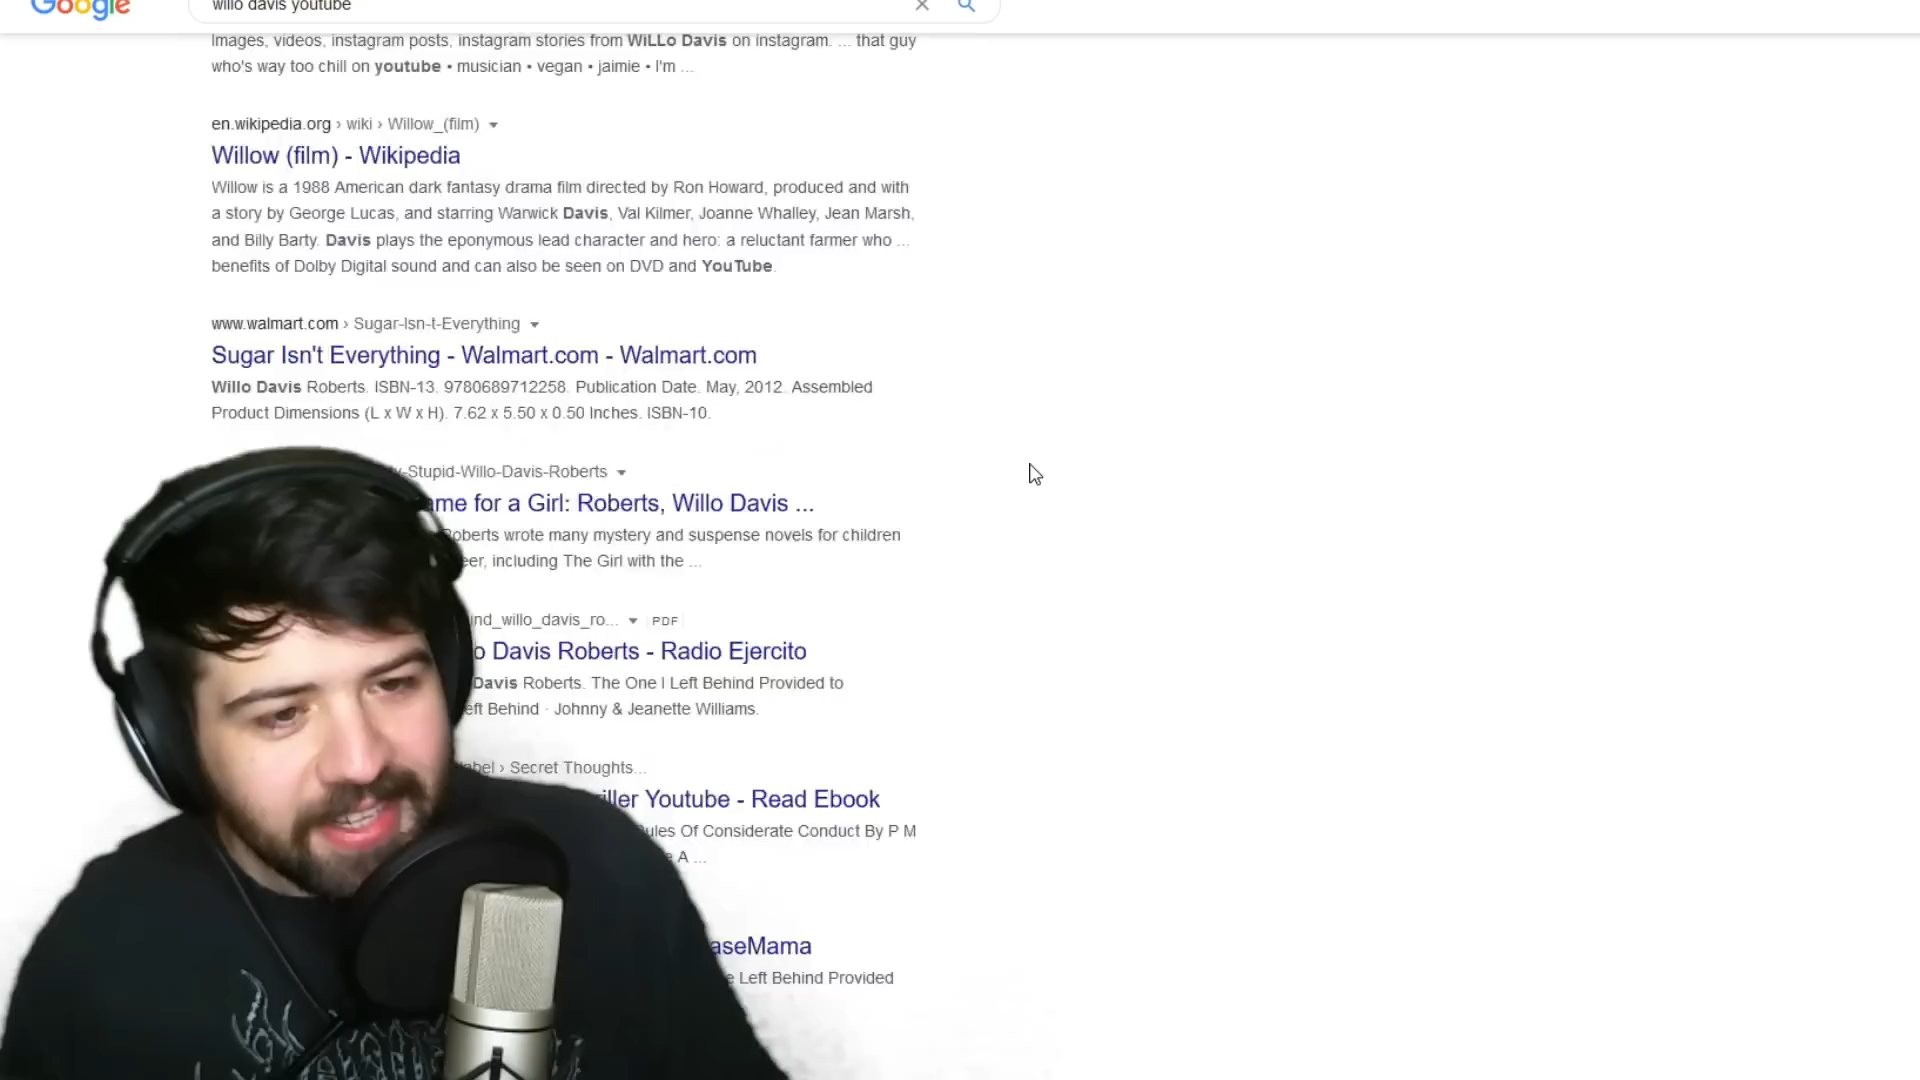 Google
willo davis youtube
Images, videos, instagram posts, instagram stories from WiLLo Davis on instagram. ... that guy
who's way too chill on youtube • musician • vegan • jaimie • I'm ...
en.wikipedia.org › wiki › Willow_(film)
Willow (film) - Wikipedia
Willow is a 1988 American dark fantasy drama film directed by Ron Howard, produced and with
a story by George Lucas, and starring Warwick Davis, Val Kilmer, Joanne Whalley, Jean Marsh,
and Billy Barty. Davis plays the eponymous lead character and hero: a reluctant farmer who ...
benefits of Dolby Digital sound and can also be seen on DVD and YouTube.
www.walmart.com › Sugar-Isn-t-Everything
Sugar Isn't Everything - Walmart.com - Walmart.com
Willo Davis Roberts. ISBN-13. 9780689712258. Publication Date. May, 2012. Assembled
Product Dimensions (L x W x H). 7.62 x 5.50 x 0.50 Inches. ISBN-10.
-Stupid-Willo-Davis-Roberts
ame for a Girl: Roberts, Willo Davis ...
Roberts wrote many mystery and suspense novels for children
eer, including The Girl with the ...
ind_willo_davis_ro... PDF
o Davis Roberts - Radio Ejercito
Davis Roberts. The One I Left Behind Provided to
eft Behind · Johnny & Jeanette Williams.
abel › Secret Thoughts...
riller Youtube - Read Ebook
Rules Of Considerate Conduct By P M
e A ...
aseMama
e Left Behind Provided